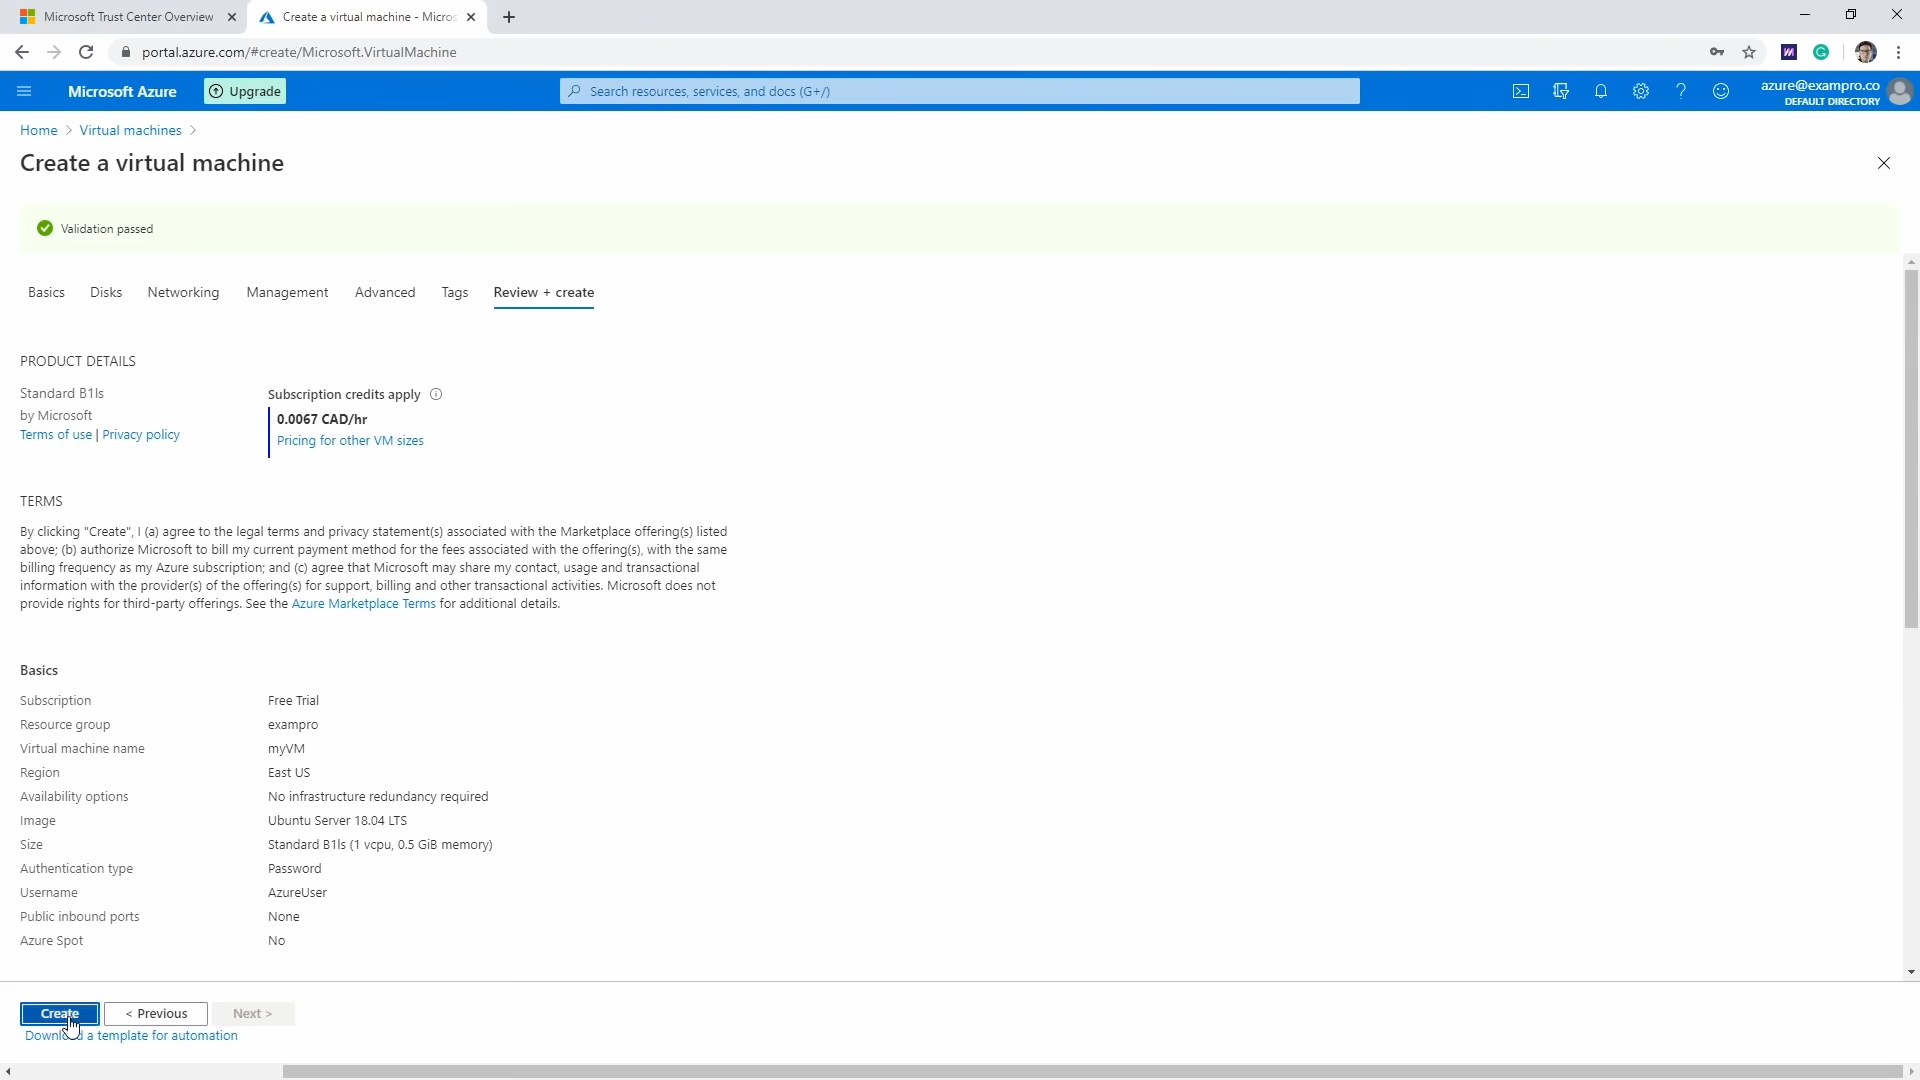 Microsoft Trust Center Overview
Create a virtual machine - Micros
portal.azure.com/#create/Microsoft.VirtualMachine
Microsoft Azure
Upgrade
Search resources, services, and docs (G+/)
azure@exampro.co
DEFAULT DIRECTORY
Home > Virtual machines >
Create a virtual machine
Validation passed
Basics Disks Networking Management Advanced Tags Review + create
PRODUCT DETAILS
Standard B1ls
by Microsoft
Terms of use | Privacy policy
Subscription credits apply
0.0067 CAD/hr
Pricing for other VM sizes
TERMS
By clicking "Create", I (a) agree to the legal terms and privacy statement(s) associated with the Marketplace offering(s) listed
above; (b) authorize Microsoft to bill my current payment method for the fees associated with the offering(s), with the same
billing frequency as my Azure subscription; and (c) agree that Microsoft may share my contact, usage and transactional
information with the provider(s) of the offering(s) for support, billing and other transactional activities. Microsoft does not
provide rights for third-party offerings. See the Azure Marketplace Terms for additional details.
Basics
Subscription Free Trial
Resource group exampro
Virtual machine name myVM
Region East US
Availability options No infrastructure redundancy required
Image Ubuntu Server 18.04 LTS
Size Standard B1ls (1 vcpu, 0.5 GiB memory)
Authentication type Password
Username AzureUser
Public inbound ports None
Azure Spot No
Create < Previous Next >
Download a template for automation